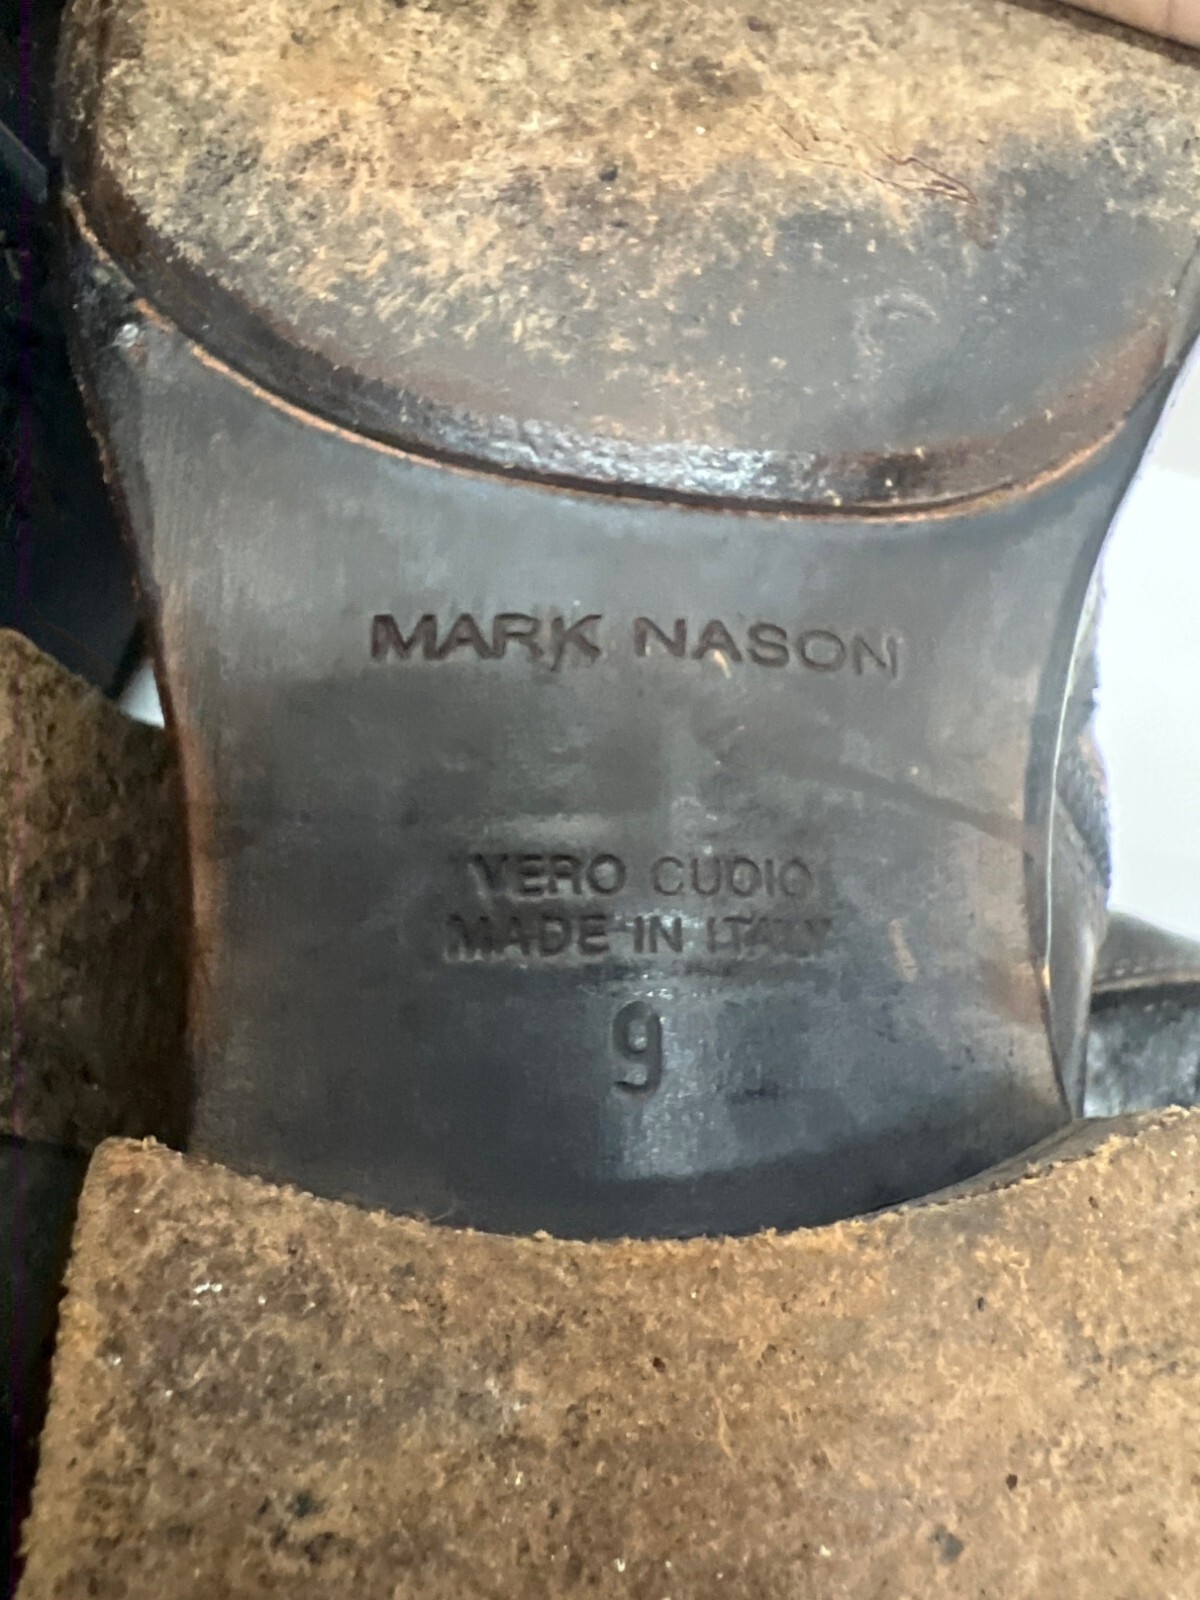 MARK NASON
VERO CUOIO
MADE IN ITALY
9